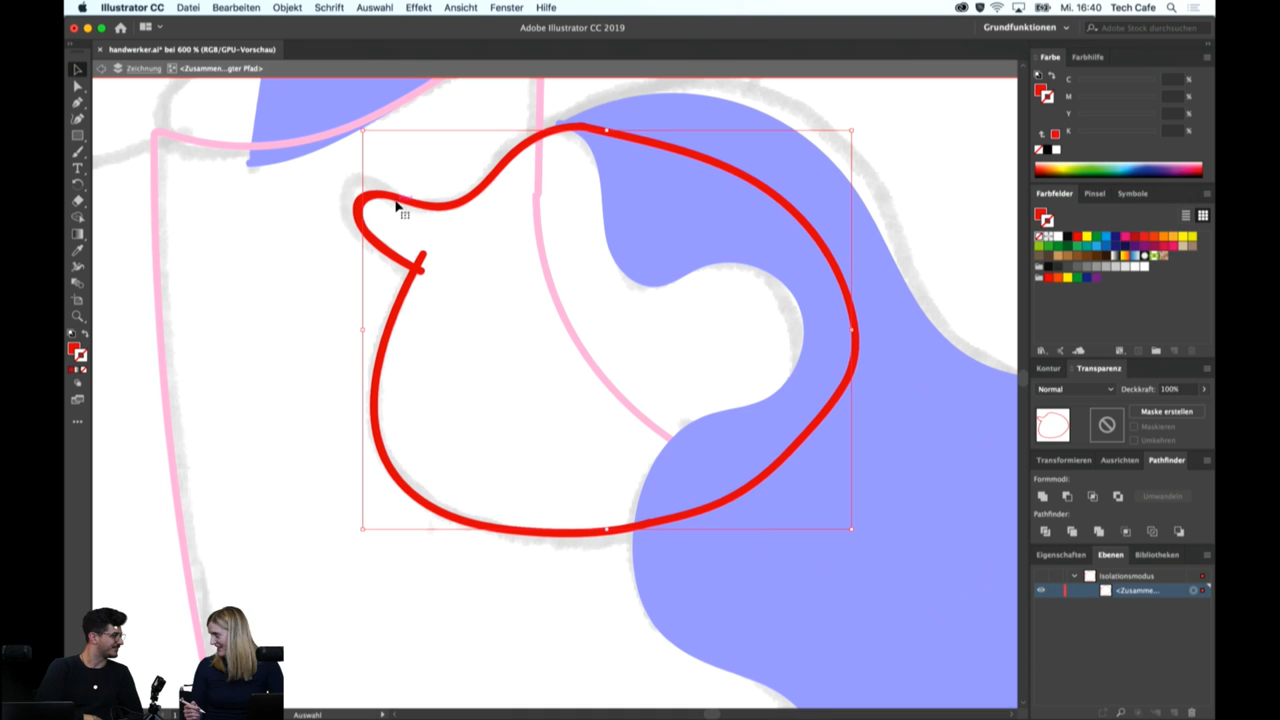 Illustrator CC Datei Bearbeiten Objekt Schrift Auswahl Effekt Ansicht Fenster Hilfe Mi. 16:40 Tech Cafe
Adobe Illustrator CC 2019 Grundfunktionen Adobe Stock durchsuchen
× handwerker.ai* bei 600 % (RGB/GPU-Vorschau)
Zeichnung <Zusammen...gter Pfad>
Farbe Farbhilfe
C %
M %
Y %
K %
Farbfelder Pinsel Symbole
Kontur Transparenz
Normal Deckkraft: 100%
Maske erstellen
Maskieren
Umkehren
Transformieren Ausrichten Pathfinder
Formmodi:
Umwandeln
Pathfinder:
Eigenschaften Ebenen Bibliotheken
Isolationsmodus
<Zusamme...
1 Auswahl